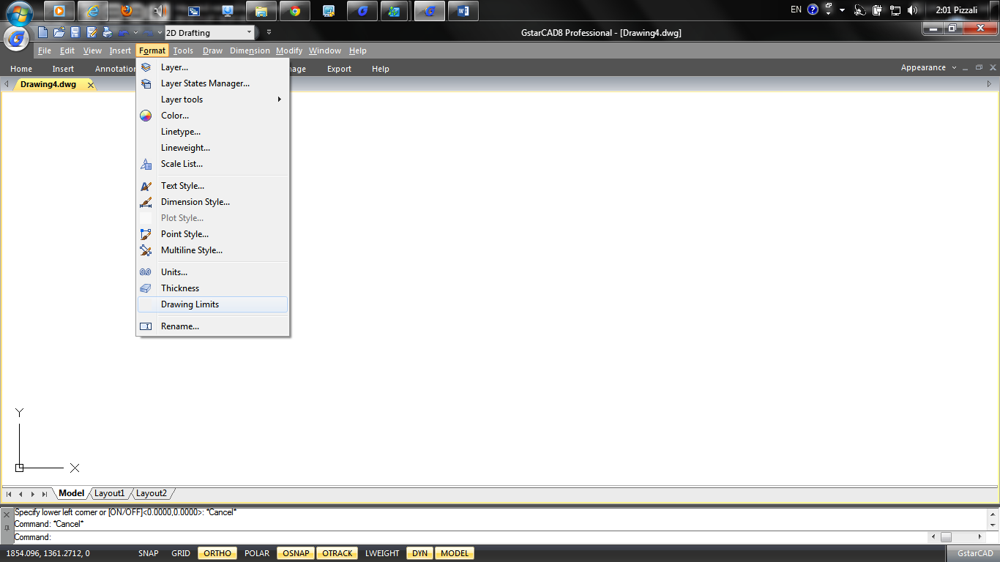 EN 2:01 Pizzali
2D Drafting GstarCAD8 Professional - [Drawing4.dwg]
File Edit View Insert Format Tools Draw Dimension Modify Window Help
Home Insert Annotation nage Export Help Appearance
Drawing4.dwg
Layer...
Layer States Manager...
Layer tools
Color...
Linetype...
Lineweight...
Scale List...
Text Style...
Dimension Style...
Plot Style...
Point Style...
Multiline Style...
Units...
Thickness
Drawing Limits
Rename...
Y
X
Model Layout1 Layout2
Specify lower left corner or [ON/OFF]<0.0000,0.0000>: *Cancel*
Command: *Cancel*
Command:
1854.096, 1361.2712, 0 SNAP GRID ORTHO POLAR OSNAP OTRACK LWEIGHT DYN MODEL GstarCAD